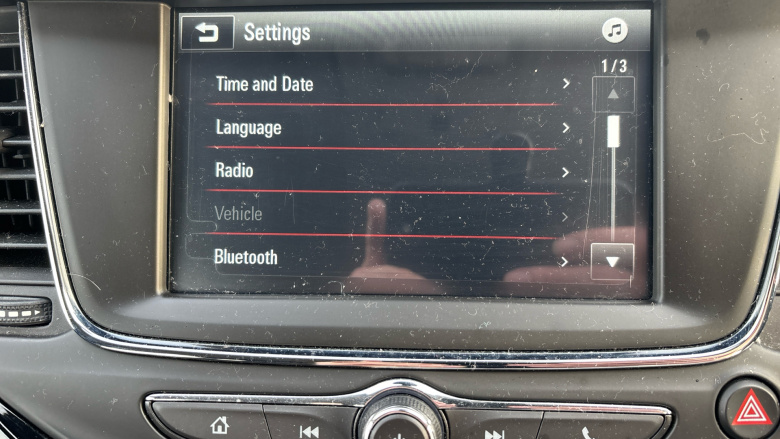 Settings
1/3
Time and Date
Language
Radio
Vehicle
Bluetooth